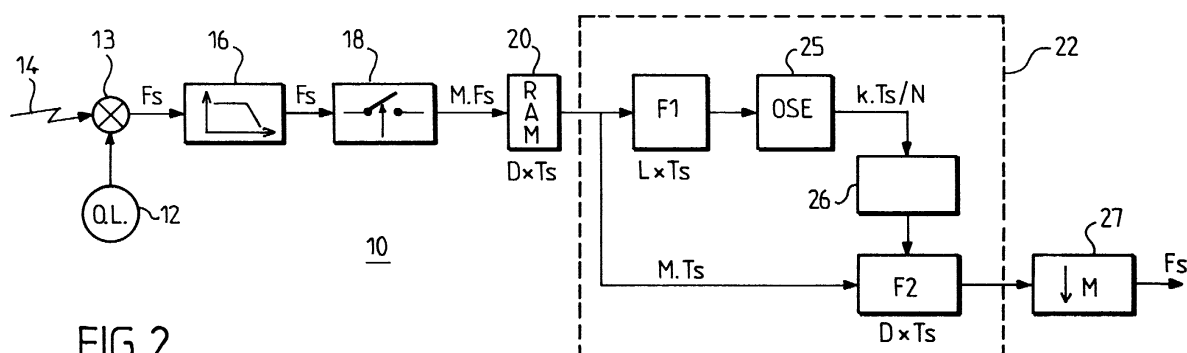 13
14
16
18
20
25
22
Fs
Fs
M.Fs
RAM
F1
OSE
k.Ts/N
D×Ts
L×Ts
26
O.L.
12
10
27
M.Ts
F2
↓ M
Fs
D×Ts
FIG. 2